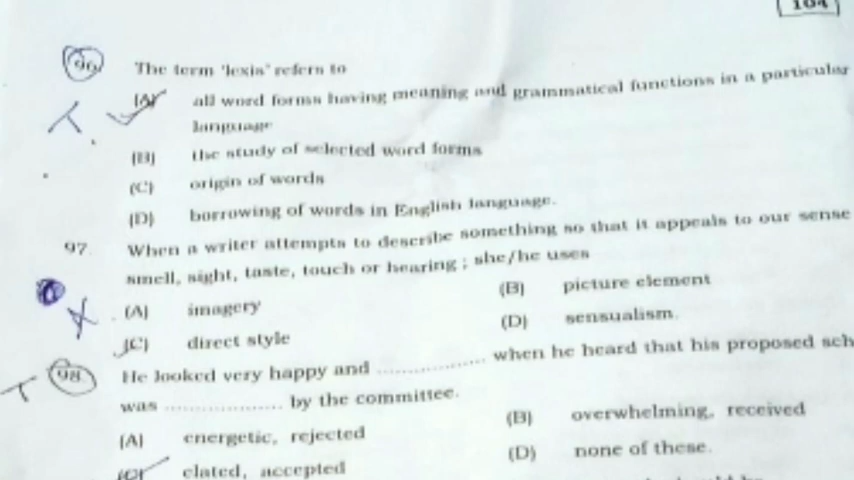 104
96. The term 'lexis' refers to
(A) all word forms having meaning and grammatical functions in a particular
language
(B) the study of selected word forms
(C) origin of words
(D) borrowing of words in English language.
97. When a writer attempts to describe something so that it appeals to our sense
smell, sight, taste, touch or hearing ; she/he uses
(A) imagery (B) picture element
(C) direct style (D) sensualism.
98. He looked very happy and ............... when he heard that his proposed sch
was .................. by the committee.
(A) energetic, rejected (B) overwhelming, received
(C) elated, accepted (D) none of these.